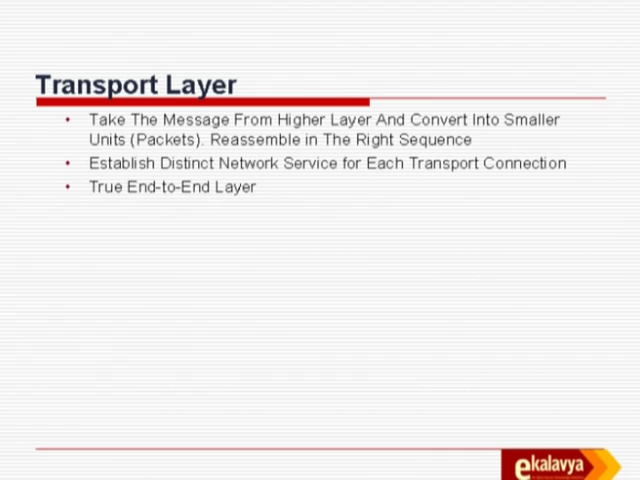 Transport Layer
• Take The Message From Higher Layer And Convert Into Smaller
Units (Packets). Reassemble in The Right Sequence
• Establish Distinct Network Service for Each Transport Connection
• True End-to-End Layer
ekalavya